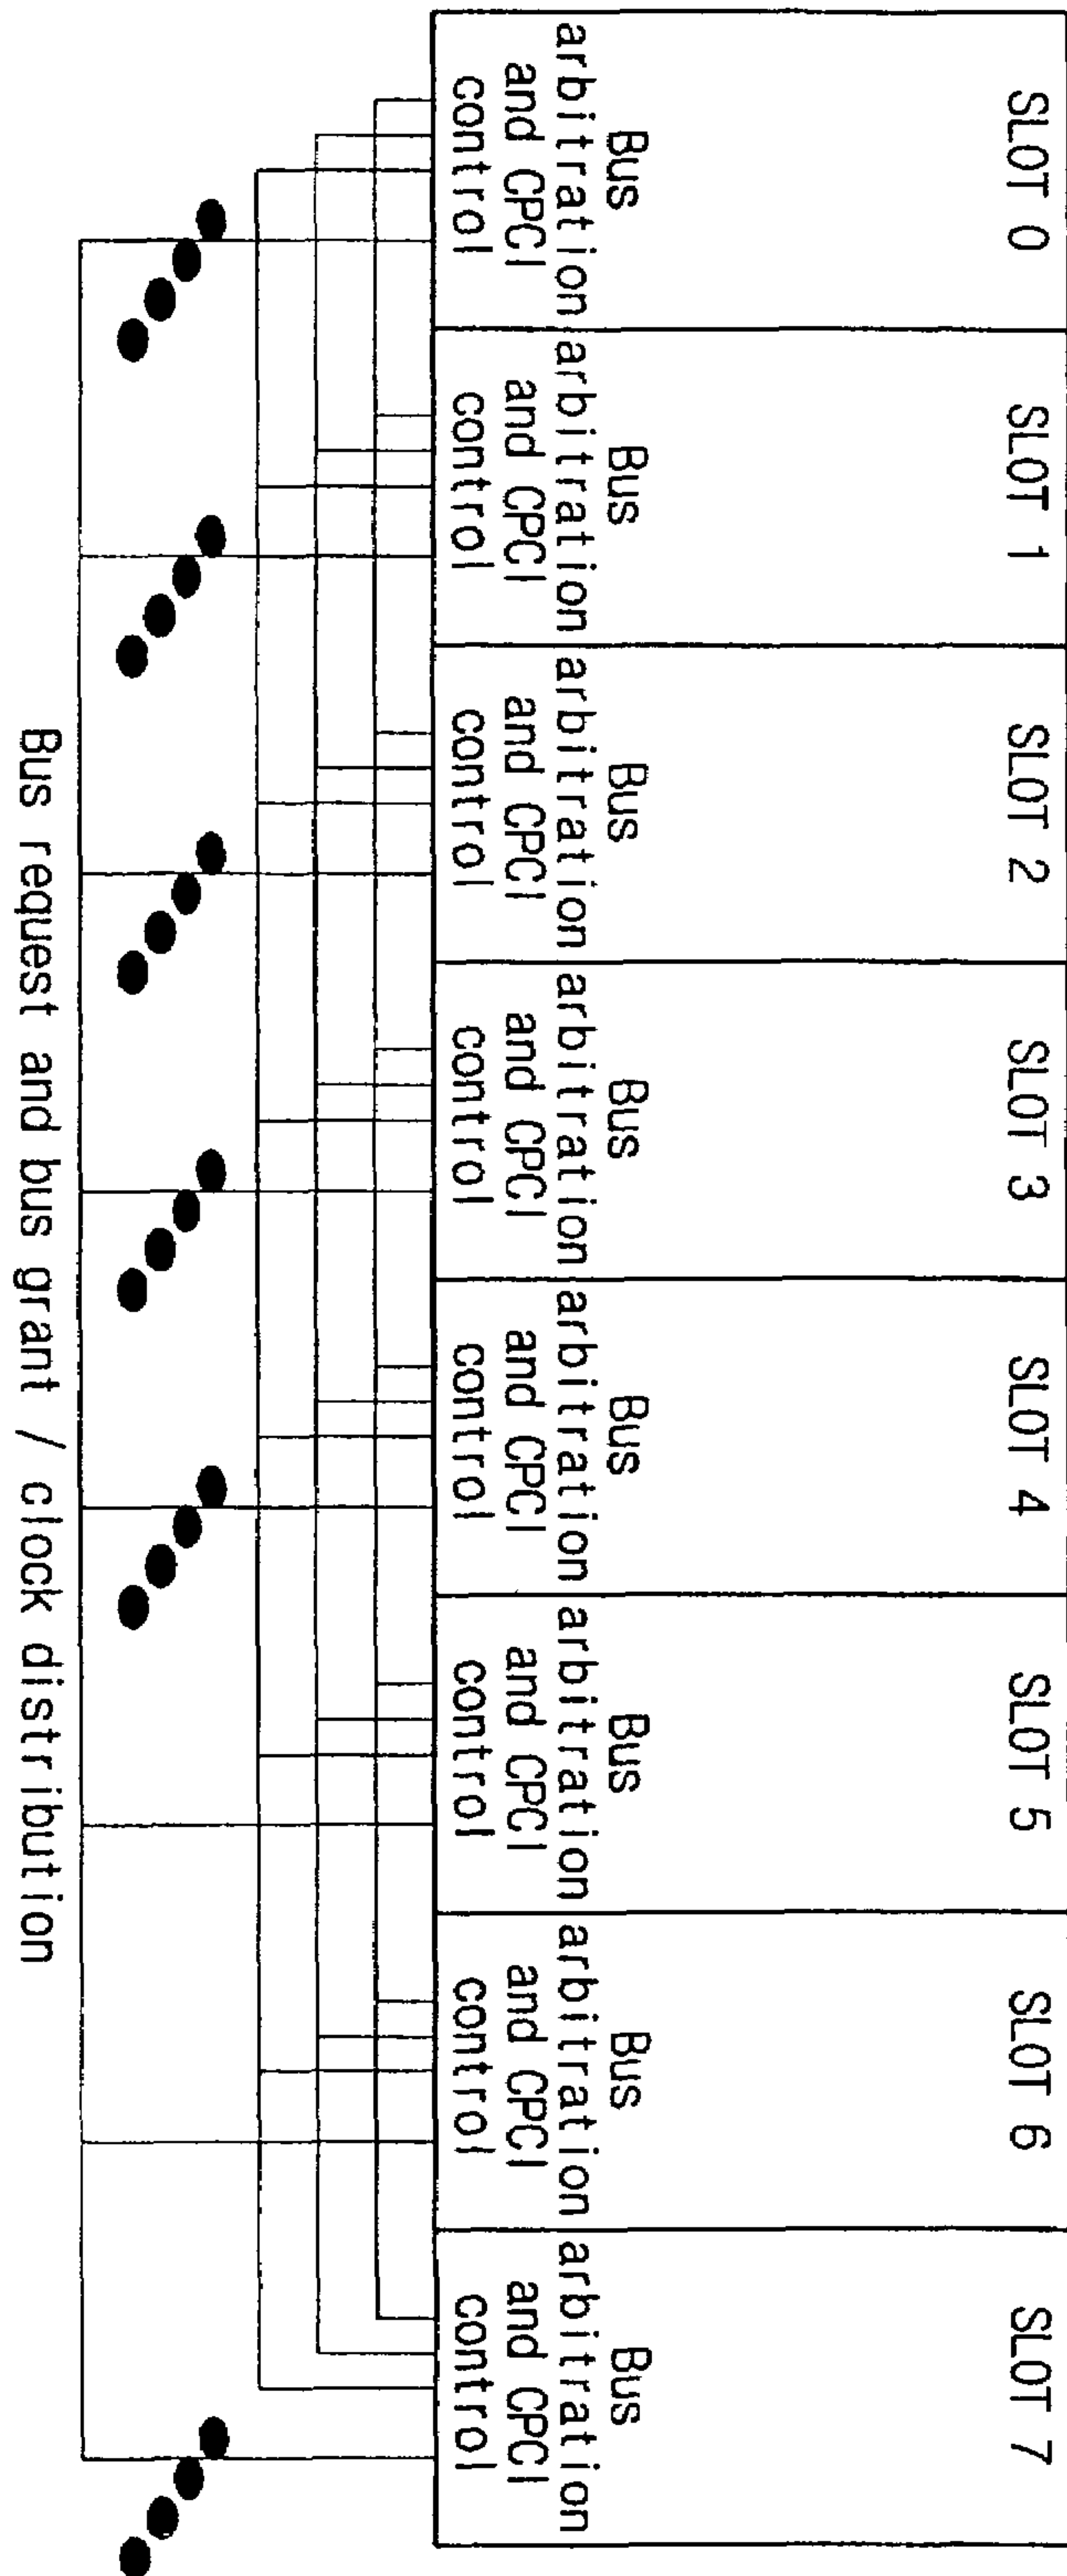 SLOT 0
Bus
arbitration
and CPCI
control
SLOT 1
Bus
arbitration
and CPCI
control
SLOT 2
Bus
arbitration
and CPCI
control
SLOT 3
Bus
arbitration
and CPCI
control
SLOT 4
Bus
arbitration
and CPCI
control
SLOT 5
Bus
arbitration
and CPCI
control
SLOT 6
Bus
arbitration
and CPCI
control
SLOT 7
Bus
arbitration
and CPCI
control
Bus request and bus grant / clock distribution